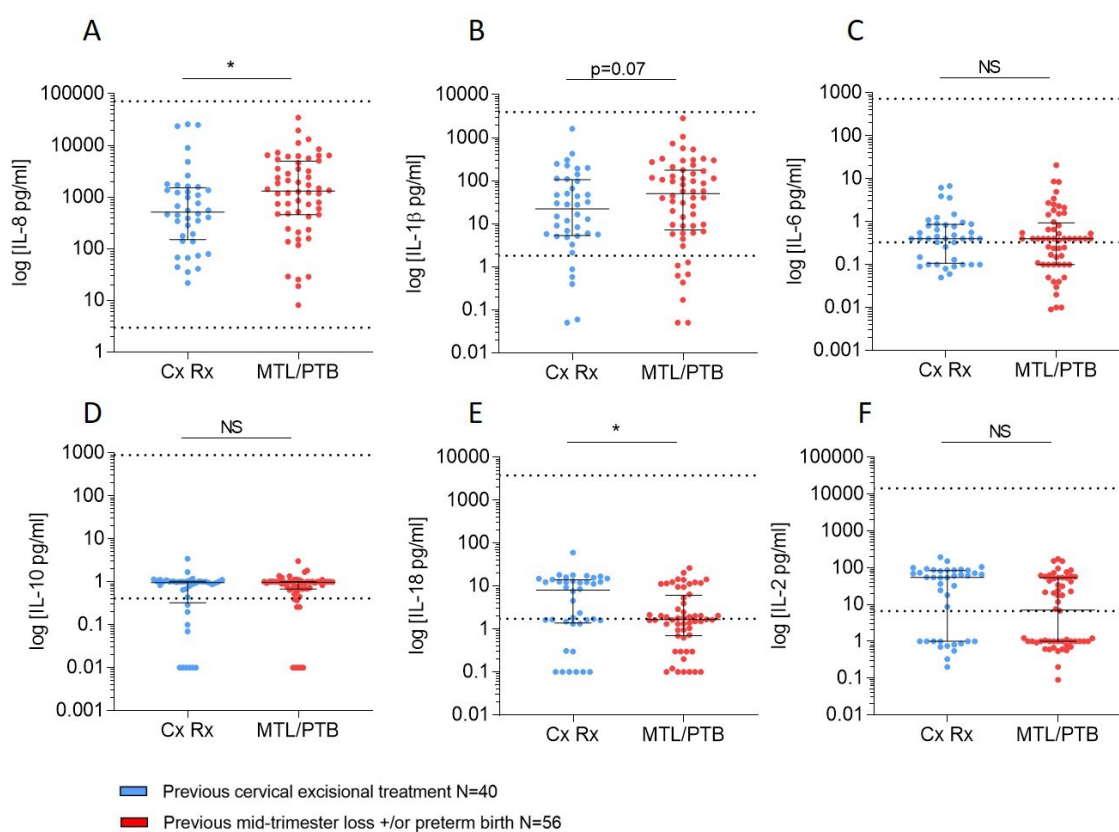 A
*
log [IL-8 pg/ml]
100000
10000
1000
100
10
1
Cx Rx MTL/PTB
B
p=0.07
log [IL-1β pg/ml]
10000
1000
100
10
1
0.1
0.01
Cx Rx MTL/PTB
C
NS
log [IL-6 pg/ml]
1000
100
10
1
0.1
0.01
0.001
Cx Rx MTL/PTB
D
NS
log [IL-10 pg/ml]
1000
100
10
1
0.1
0.01
0.001
Cx Rx MTL/PTB
E
*
log [IL-18 pg/ml]
10000
1000
100
10
1
0.1
0.01
Cx Rx MTL/PTB
F
NS
log [IL-2 pg/ml]
100000
10000
1000
100
10
1
0.1
0.01
Cx Rx MTL/PTB
Previous cervical excisional treatment N=40
Previous mid-trimester loss +/or preterm birth N=56